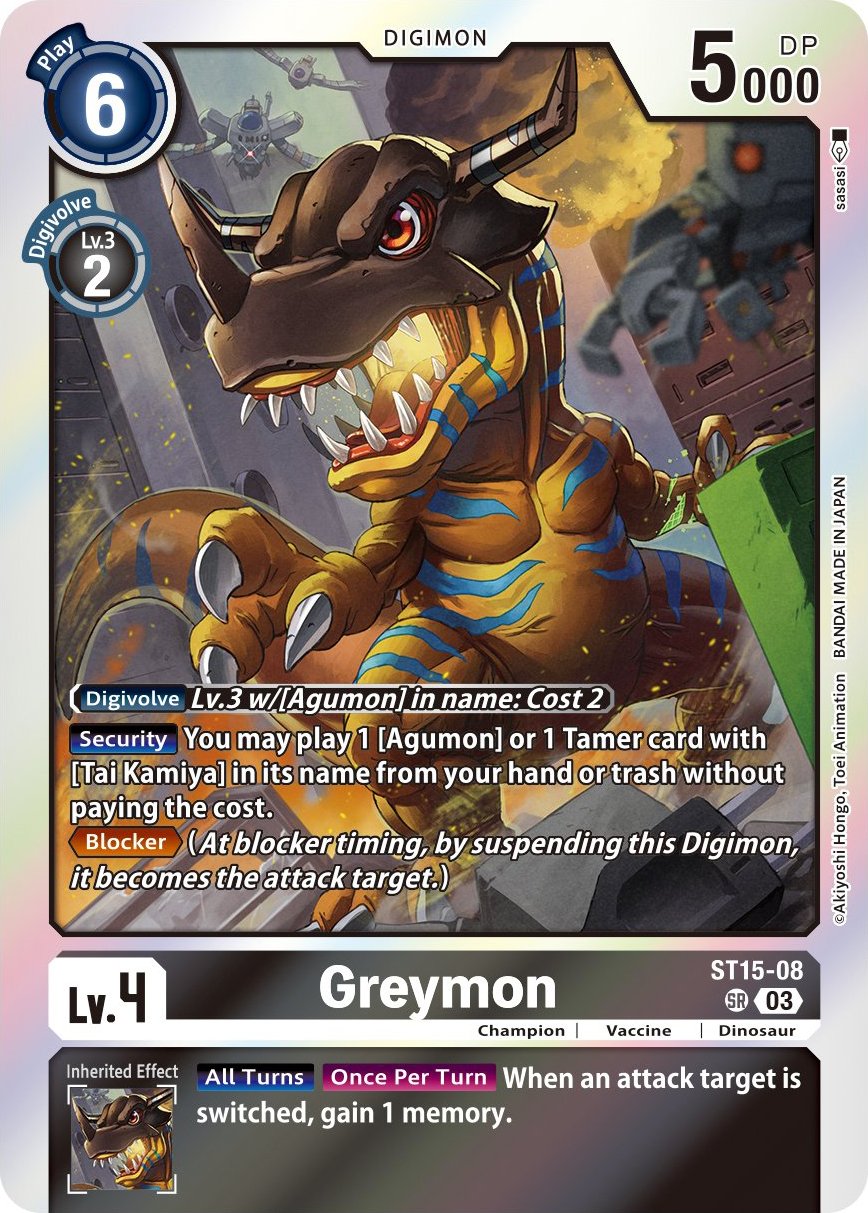 DIGIMON
Play
6
DP
5000
Digivolve
Lv.3
2
sasasi
BANDAI MADE IN JAPAN
©Akiyoshi Hongo, Toei Animation
Digivolve Lv.3 w/[Agumon] in name: Cost 2
Security You may play 1 [Agumon] or 1 Tamer card with
[Tai Kamiya] in its name from your hand or trash without
paying the cost.
Blocker (At blocker timing, by suspending this Digimon,
it becomes the attack target.)
Lv.4
Greymon
ST15-08
SR 03
Champion | Vaccine | Dinosaur
Inherited Effect
All Turns Once Per Turn When an attack target is
switched, gain 1 memory.